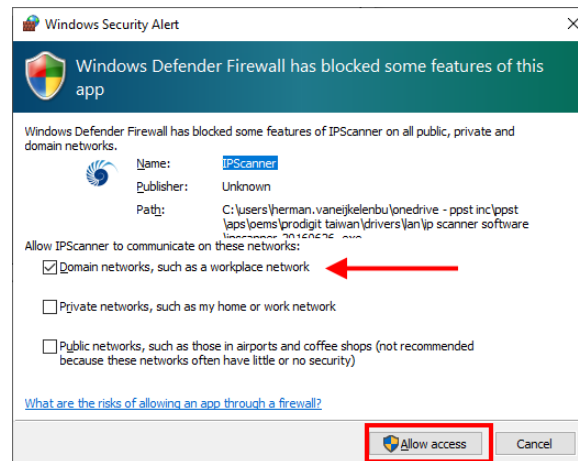 Windows Security Alert
Windows Defender Firewall has blocked some features of this
app
Windows Defender Firewall has blocked some features of IPScanner on all public, private and
domain networks.
Name: IPScanner
Publisher: Unknown
Path: C:\users\herman.vaneijkelenbu\onedrive - ppst inc\ppst
\aps\oems\prodigit taiwan\drivers\lan\ip scanner software
Allow IPScanner to communicate on these networks:
Domain networks, such as a workplace network
Private networks, such as my home or work network
Public networks, such as those in airports and coffee shops (not recommended
because these networks often have little or no security)
What are the risks of allowing an app through a firewall?
Allow access Cancel